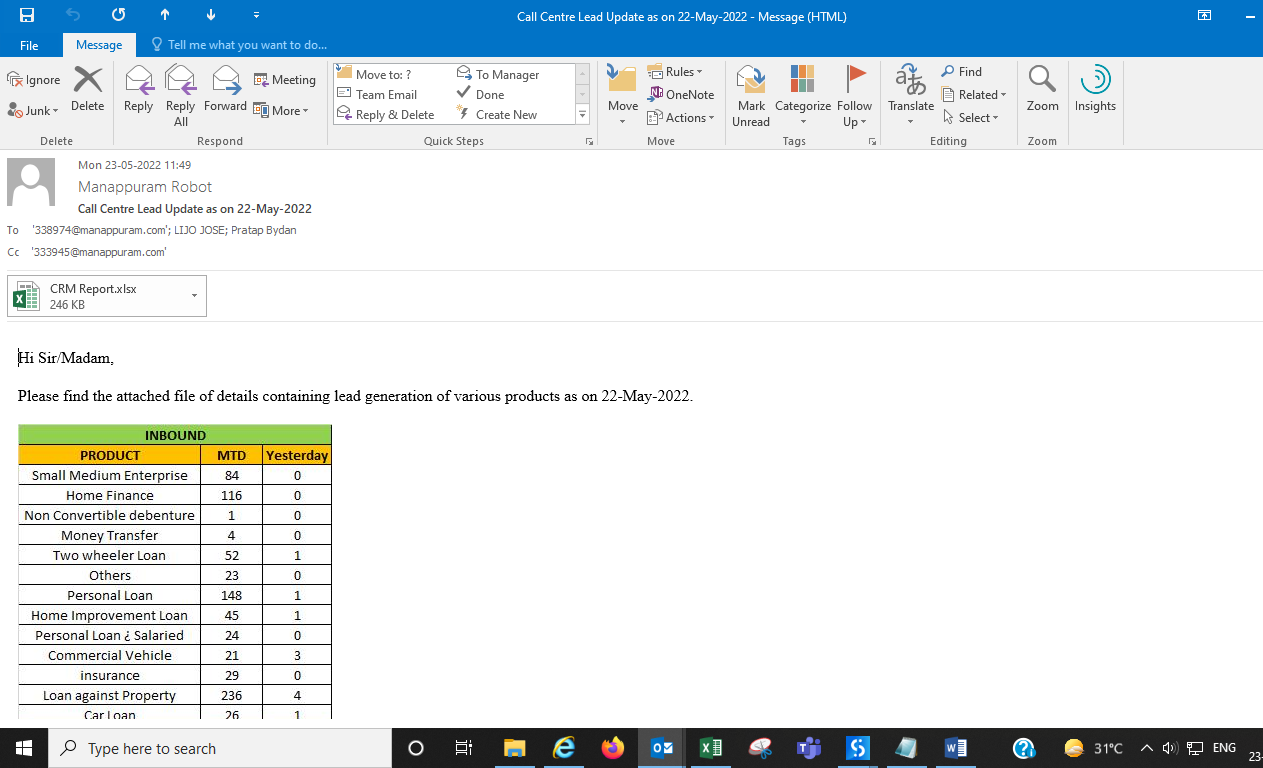 Call Centre Lead Update as on 22-May-2022 - Message (HTML)
File Message Tell me what you want to do...
Ignore
Junk
Delete
Delete
Reply
Reply All
Forward
Meeting
More
Respond
Move to: ? To Manager
Team Email Done
Reply & Delete Create New
Quick Steps
Move
Rules
OneNote
Actions
Move
Mark Unread
Categorize
Follow Up
Tags
Translate
Find
Related
Select
Editing
Zoom
Zoom
Insights
Mon 23-05-2022 11:49
Manappuram Robot
Call Centre Lead Update as on 22-May-2022
To '338974@manappuram.com'; LIJO JOSE; Pratap Bydan
Cc '333945@manappuram.com'
CRM Report.xlsx
246 KB
Hi Sir/Madam,
Please find the attached file of details containing lead generation of various products as on 22-May-2022.
INBOUND
PRODUCT MTD Yesterday
Small Medium Enterprise 84 0
Home Finance 116 0
Non Convertible debenture 1 0
Money Transfer 4 0
Two wheeler Loan 52 1
Others 23 0
Personal Loan 148 1
Home Improvement Loan 45 1
Personal Loan ¿ Salaried 24 0
Commercial Vehicle 21 3
insurance 29 0
Loan against Property 236 4
Car Loan 26 1
Type here to search
31°C
ENG
23-